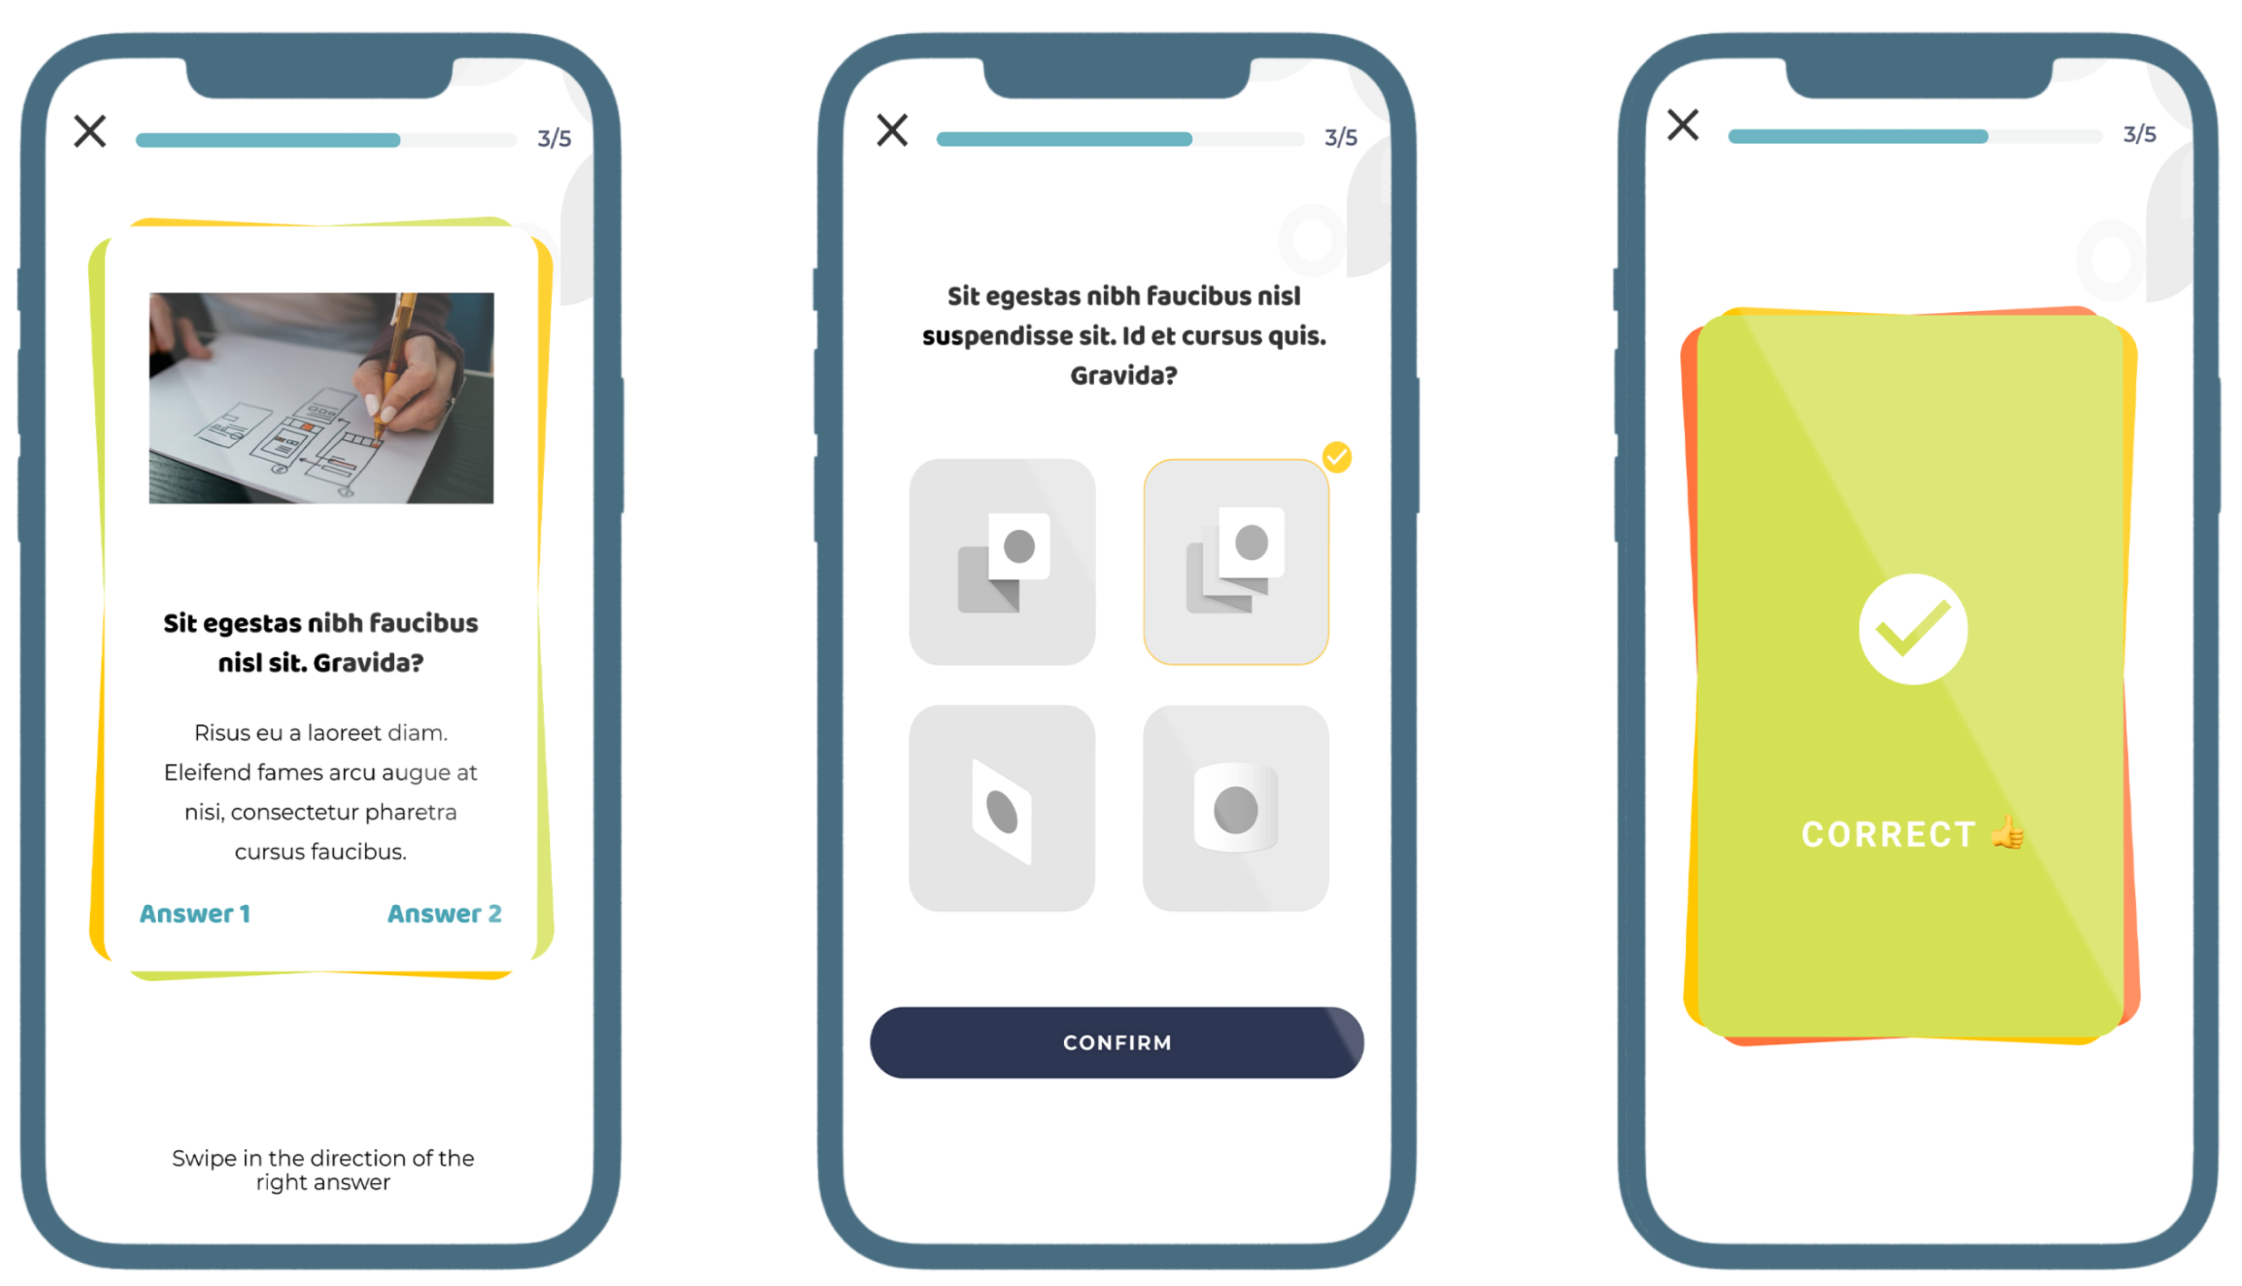 3/5
Sit egestas nibh faucibus
nisl sit. Gravida?
Risus eu a laoreet diam.
Eleifend fames arcu augue at
nisi, consectetur pharetra
cursus faucibus.
Answer 1
Answer 2
Swipe in the direction of the
right answer
3/5
Sit egestas nibh faucibus nisl
suspendisse sit. Id et cursus quis.
Gravida?
CONFIRM
3/5
CORRECT 👍